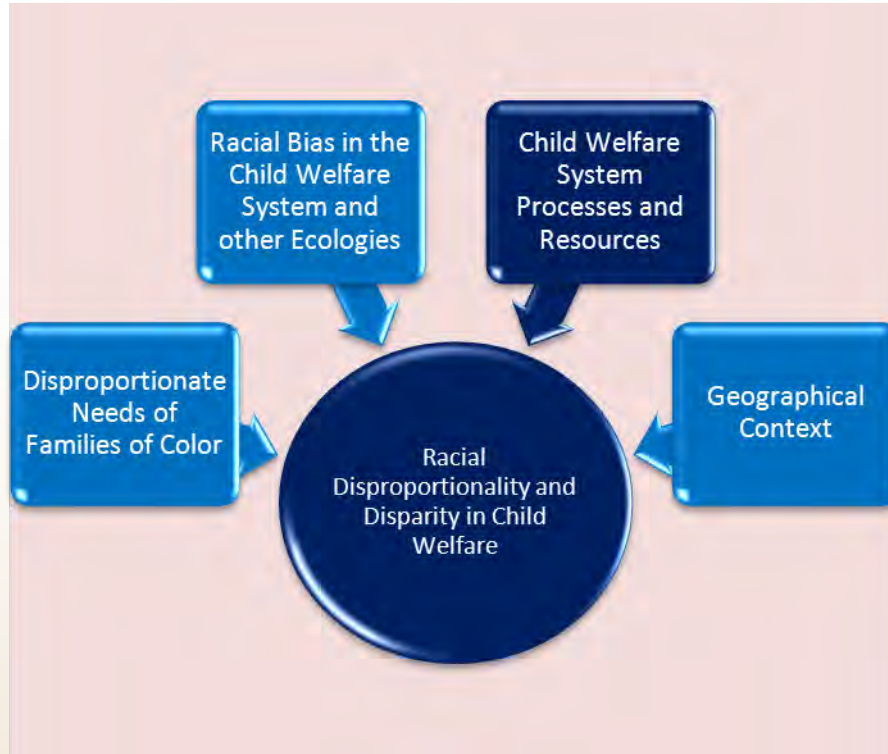 Racial Bias in the
Child Welfare
System and
other Ecologies
Child Welfare
System
Processes and
Resources
Disproportionate
Needs of
Families of Color
Geographical
Context
Racial
Disproportionality and
Disparity in Child
Welfare